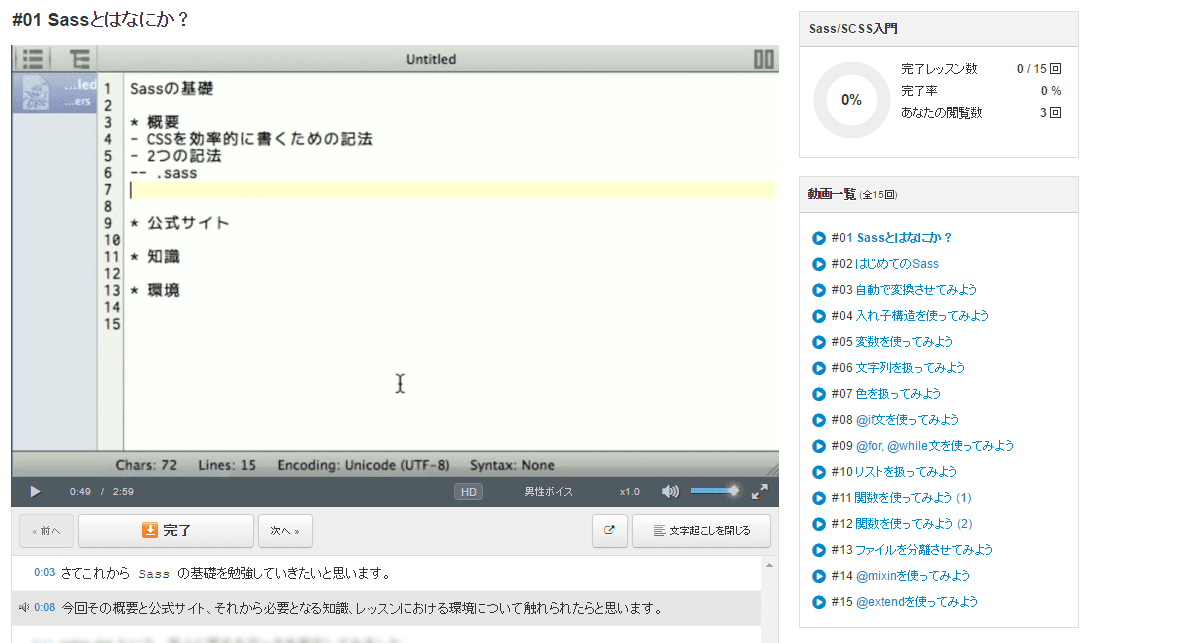 #01 Sassとはなにか？
Untitled
...led
...ers
1 Sassの基礎
2
3 * 概要
4 - CSSを効率的に書くための記法
5 - 2つの記法
6 -- .sass
7
8
9 * 公式サイト
10
11 * 知識
12
13 * 環境
14
15
Chars: 72 Lines: 15 Encoding: Unicode (UTF-8) Syntax: None
0:49 / 2:59 HD 男性ボイス x1.0
« 前へ 完了 次へ » 文字起こしを閉じる
0:03 さてこれから Sass の基礎を勉強していきたいと思います。
0:08 今回その概要と公式サイト、それから必要となる知識、レッスンにおける環境について触れられたらと思います。
Sass/SCSS入門
0%
完了レッスン数 0 / 15 回
完了率 0 %
あなたの閲覧数 3 回
動画一覧 (全15回)
#01 Sassとはなにか？
#02 はじめてのSass
#03 自動で変換させてみよう
#04 入れ子構造を使ってみよう
#05 変数を使ってみよう
#06 文字列を扱ってみよう
#07 色を扱ってみよう
#08 @if文を使ってみよう
#09 @for, @while文を使ってみよう
#10 リストを扱ってみよう
#11 関数を使ってみよう (1)
#12 関数を使ってみよう (2)
#13 ファイルを分離させてみよう
#14 @mixinを使ってみよう
#15 @extendを使ってみよう